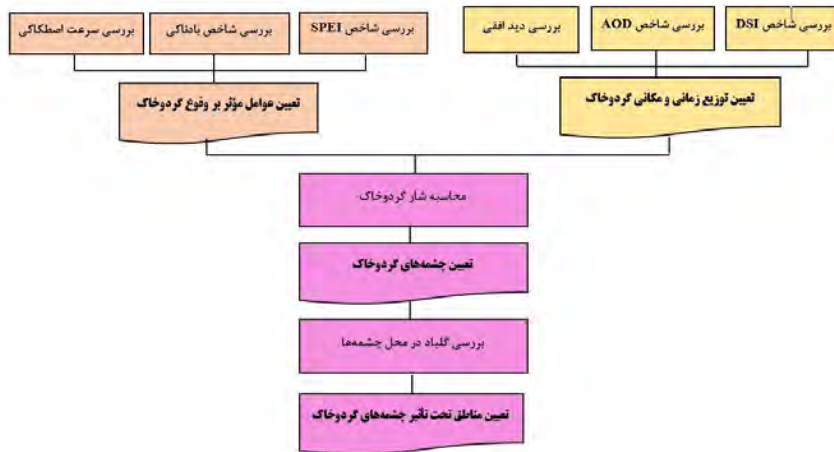 بررسی شاخص DSI
بررسی شاخص AOD
بررسی دید افقی
بررسی شاخص SPEI
بررسی شاخص بادناکی
بررسی سرعت اصطکاکی
تعیین توزیع زمانی و مکانی گردوخاک
تعیین عوامل مؤثر بر وقوع گردوخاک
محاسبه شار گردوخاک
تعیین چشمه‌های گردوخاک
بررسی گلباد در محل چشمه‌ها
تعیین مناطق تحت تأثیر چشمه‌های گردوخاک